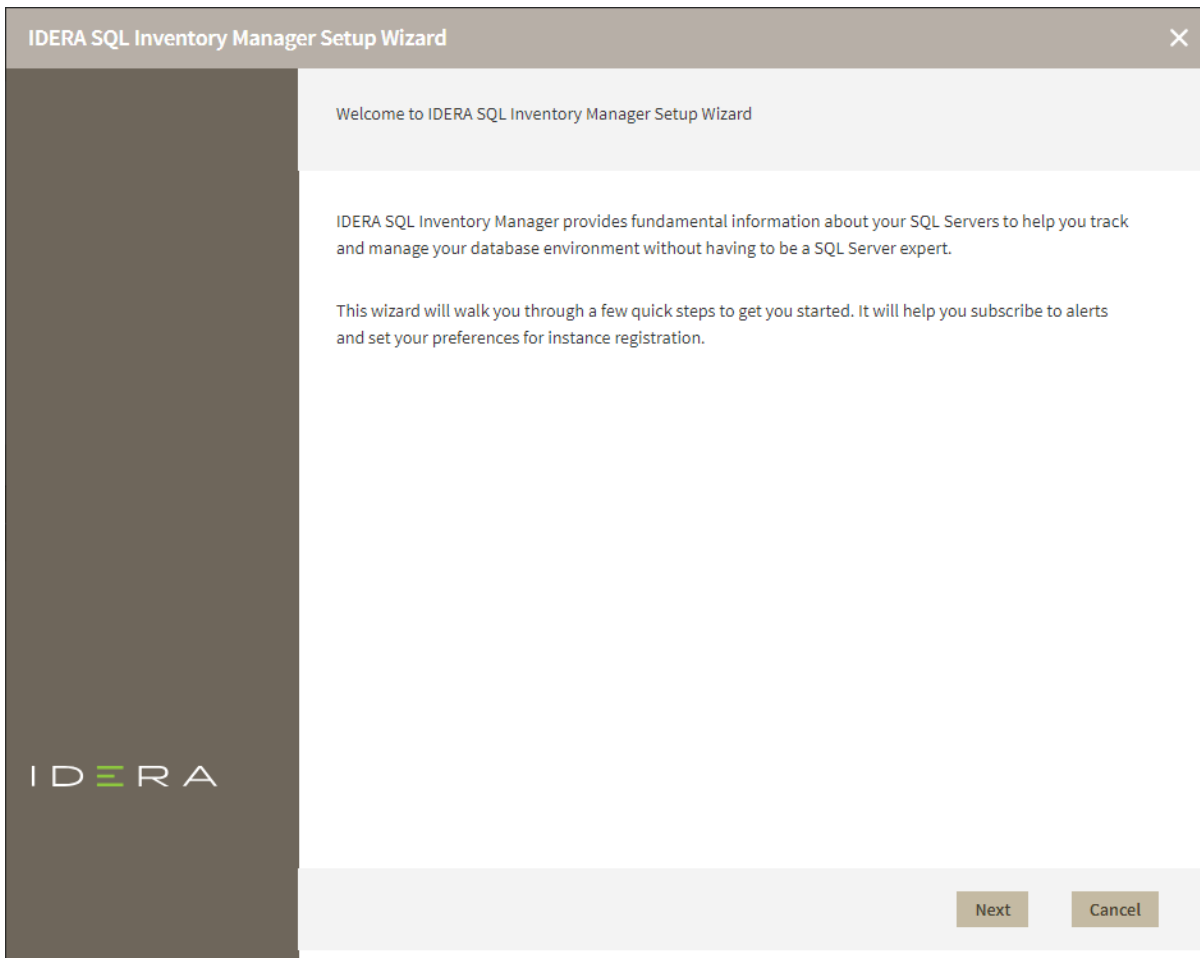 IDERA SQL Inventory Manager Setup Wizard
Welcome to IDERA SQL Inventory Manager Setup Wizard
IDERA SQL Inventory Manager provides fundamental information about your SQL Servers to help you track
and manage your database environment without having to be a SQL Server expert.
This wizard will walk you through a few quick steps to get you started. It will help you subscribe to alerts
and set your preferences for instance registration.
IDERA
Next
Cancel